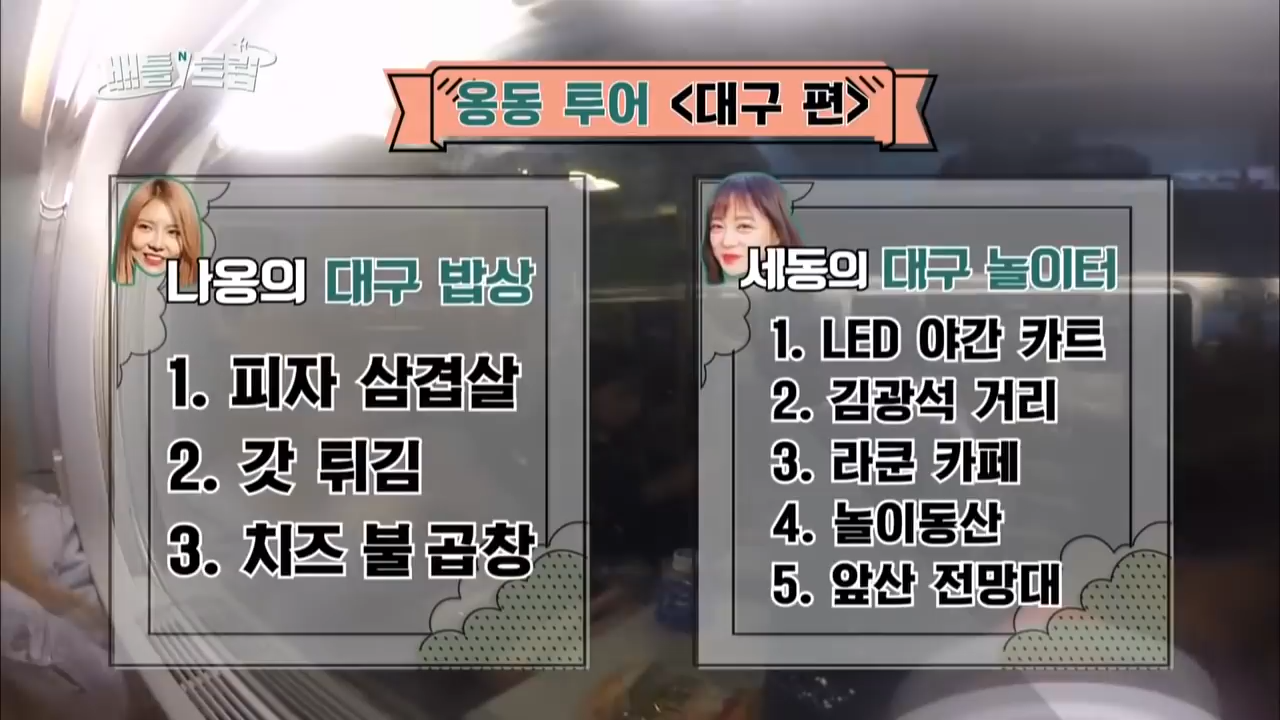 배틀트립
옹동 투어 <대구 편>
나옹의 대구 밥상
1. 피자 삼겹살
2. 갓 튀김
3. 치즈 불 곱창
세동의 대구 놀이터
1. LED 야간 카트
2. 김광석 거리
3. 라쿤 카페
4. 놀이동산
5. 앞산 전망대